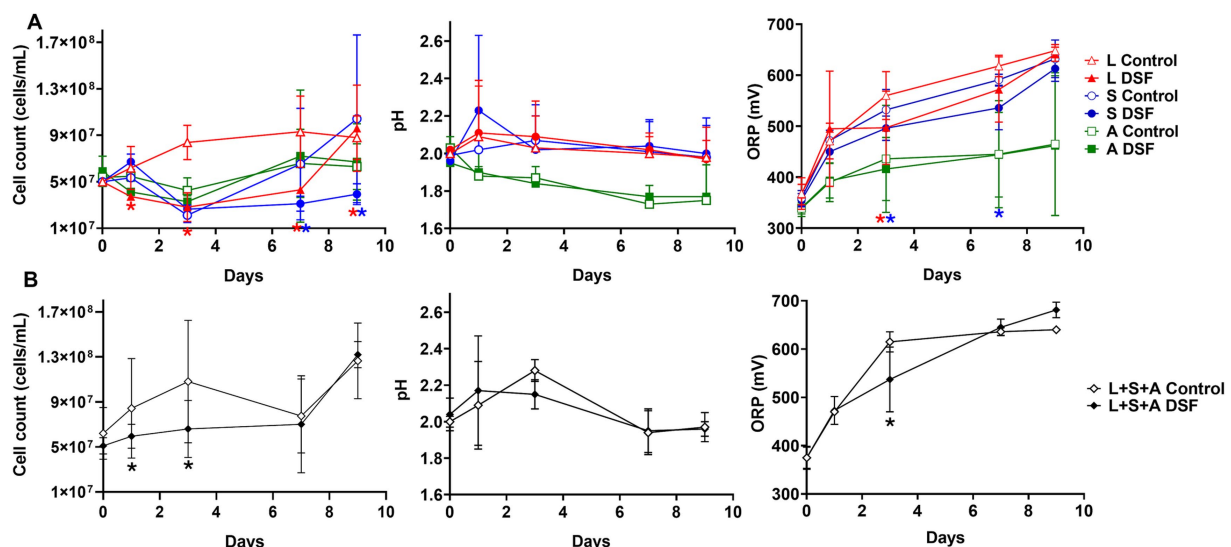 A
Cell count (cells/mL)
1.7×10⁸
1.3×10⁸
9×10⁷
5×10⁷
1×10⁷
0 2 4 6 8 10
Days
* * ** **
pH
2.6
2.4
2.2
2.0
1.8
1.6
0 2 4 6 8 10
Days
ORP (mV)
700
600
500
400
300
0 2 4 6 8 10
Days
** *
L Control
L DSF
S Control
S DSF
A Control
A DSF
B
Cell count (cells/mL)
1.7×10⁸
1.3×10⁸
9×10⁷
5×10⁷
1×10⁷
0 2 4 6 8 10
Days
* *
pH
2.6
2.4
2.2
2.0
1.8
1.6
0 2 4 6 8 10
Days
ORP (mV)
700
600
500
400
300
0 2 4 6 8 10
Days
*
L+S+A Control
L+S+A DSF